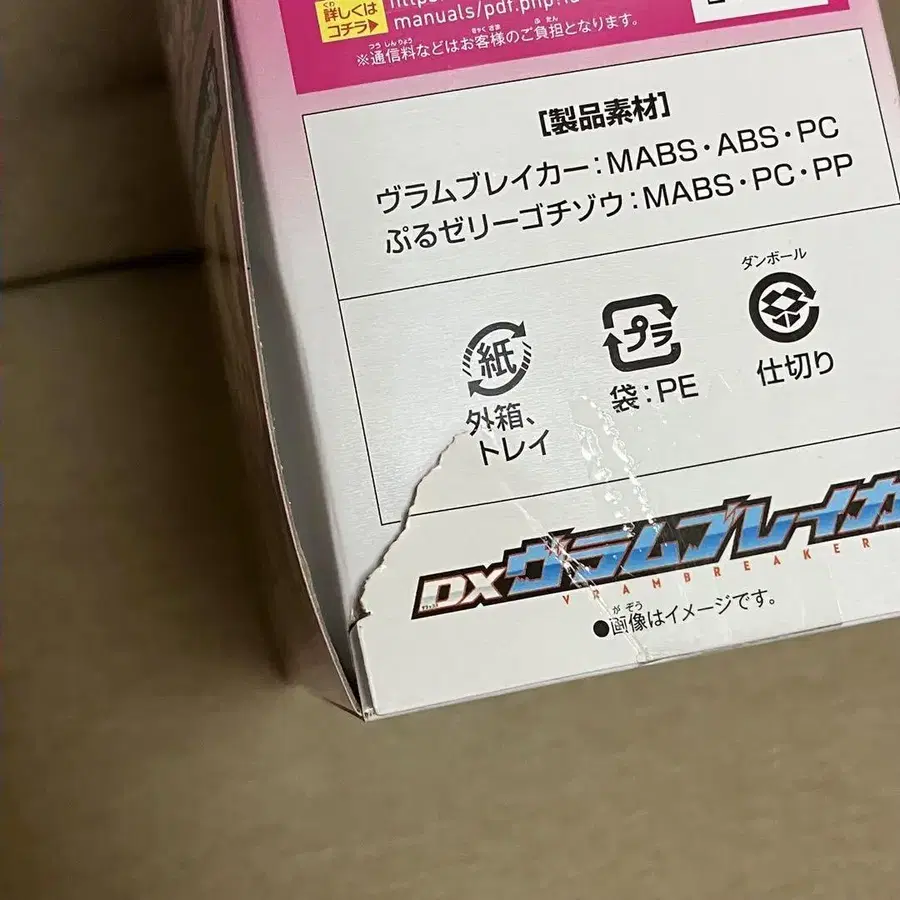 詳しくは
コチラ▶
manuals/pdf.php?
※通信料などはお客様のご負担となります。
[製品素材]
ヴラムブレイカー:MABS・ABS・PC
ぷるゼリーゴチゾウ:MABS・PC・PP
紙
外箱、
トレイ
プラ
袋:PE
ダンボール
仕切り
DXヴラムブレイカ
VRAMBREAKER
●画像はイメージです。